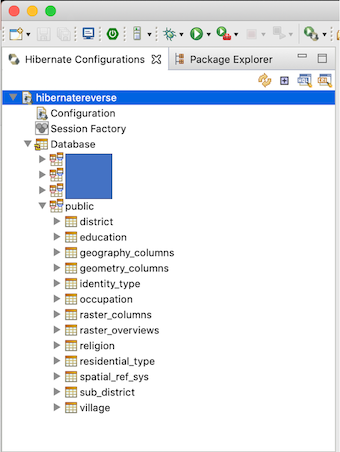 Hibernate Configurations
Package Explorer
hibernatereverse
Configuration
Session Factory
Database
public
district
education
geography_columns
geometry_columns
identity_type
occupation
raster_columns
raster_overviews
religion
residential_type
spatial_ref_sys
sub_district
village